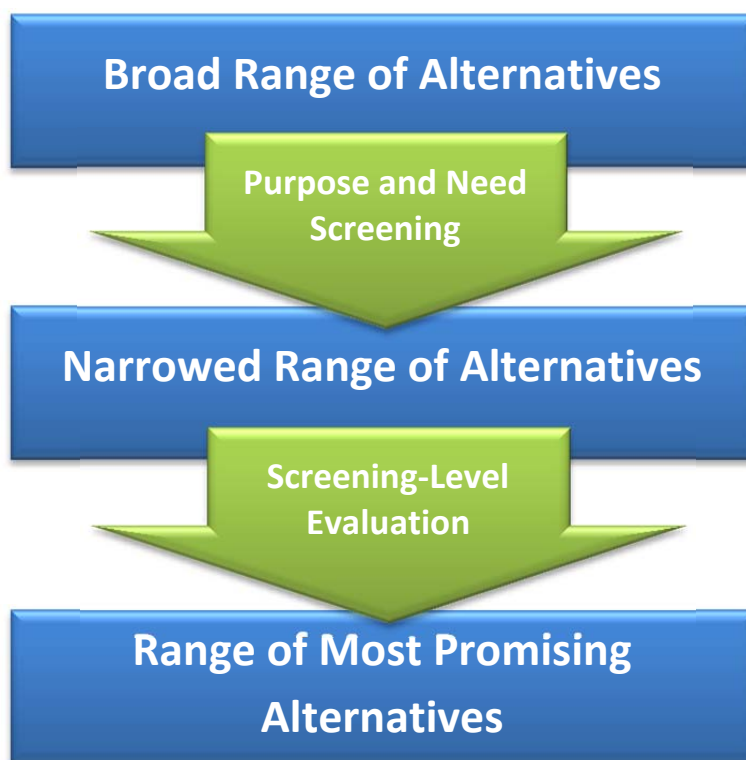 Broad Range of Alternatives
Purpose and Need
Screening
Narrowed Range of Alternatives
Screening-Level
Evaluation
Range of Most Promising
Alternatives